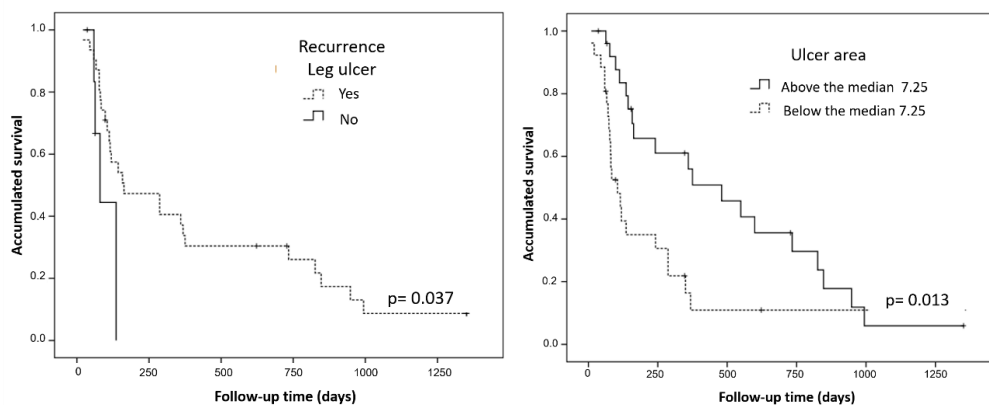 Recurrence
Leg ulcer
Yes
No
p= 0.037
Accumulated survival
1.0
0.8
0.6
0.4
0.2
0.0
0 250 500 750 1000 1250
Follow-up time (days)
Ulcer area
Above the median 7.25
Below the median 7.25
p= 0.013
Accumulated survival
1.0
0.8
0.6
0.4
0.2
0.0
0 250 500 750 1000 1250
Follow-up time (days)